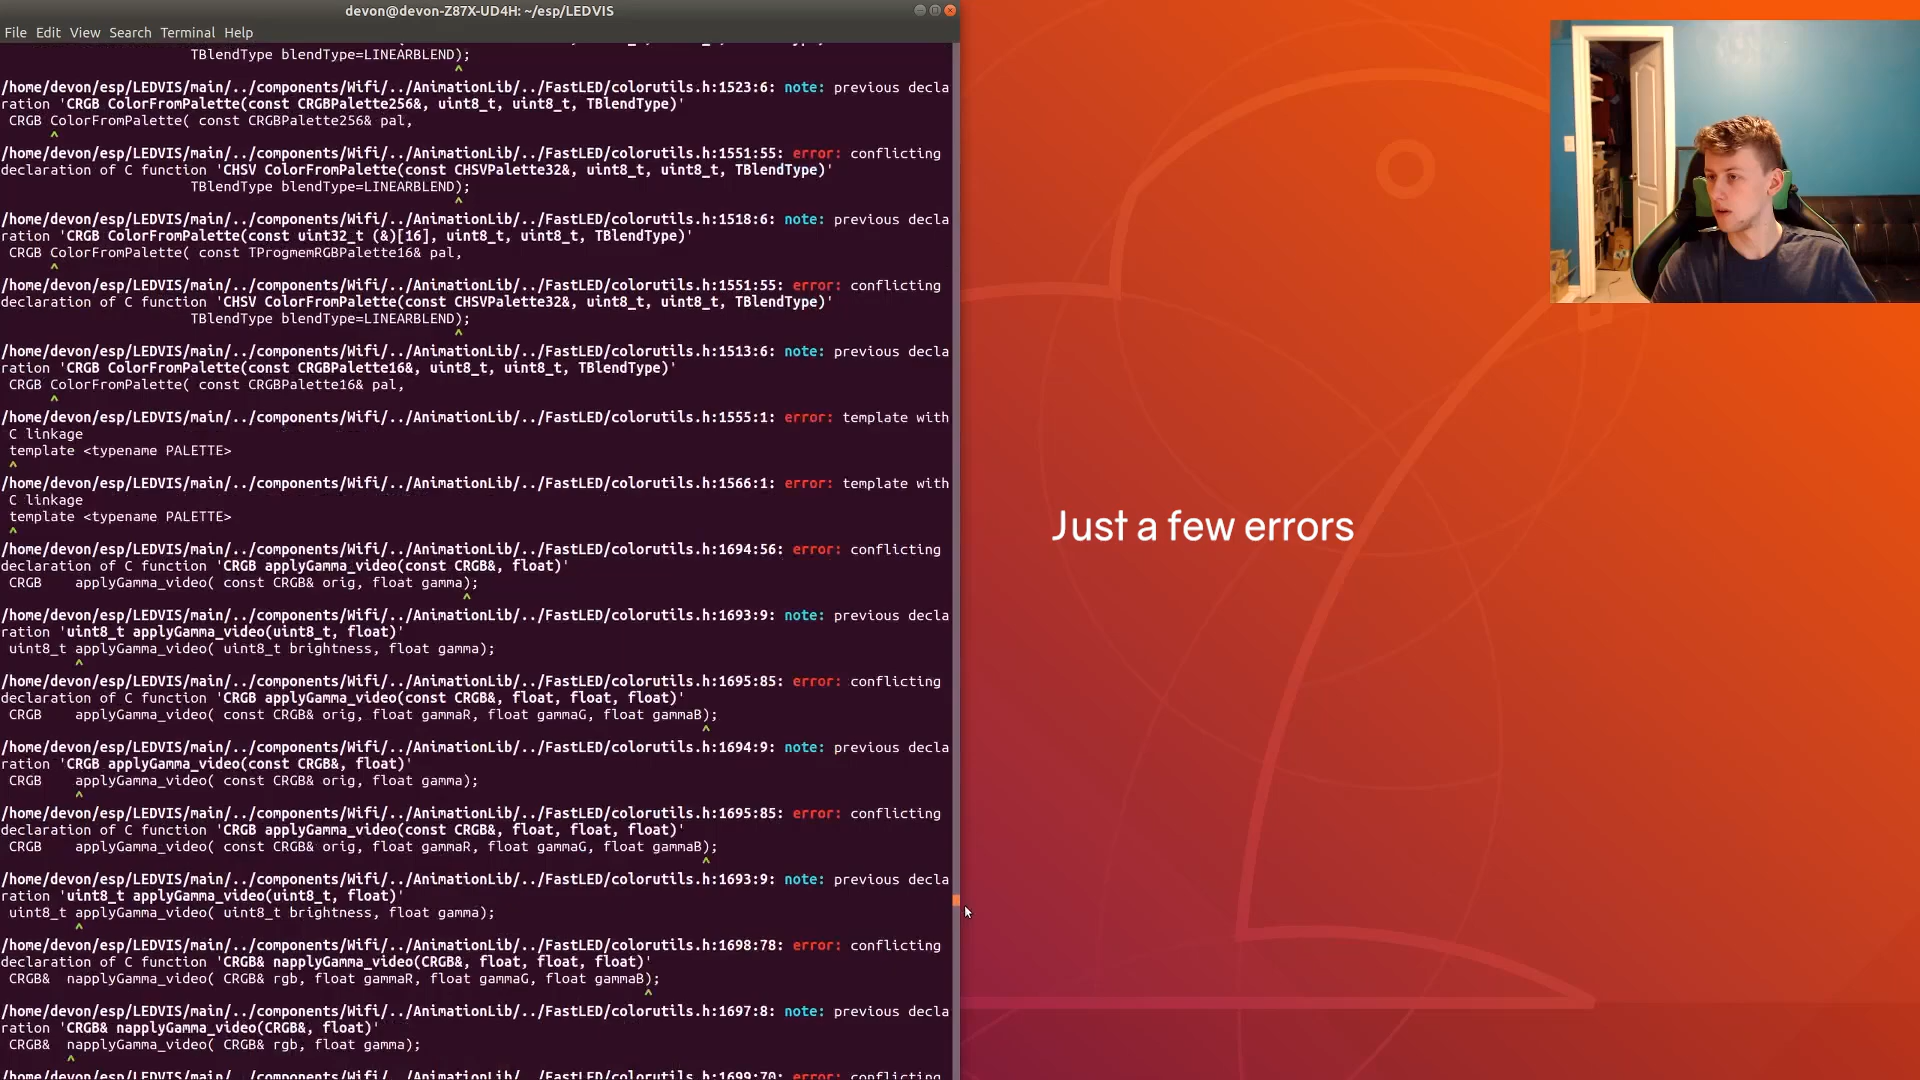 devon@devon-Z87X-UD4H: ~/esp/LEDVIS
File Edit View Search Terminal Help
TBlendType blendType=LINEARBLEND);
^
/home/devon/esp/LEDVIS/main/../components/Wifi/../AnimationLib/../FastLED/colorutils.h:1523:6: note: previous decla
ration 'CRGB ColorFromPalette(const CRGBPalette256&, uint8_t, uint8_t, TBlendType)'
CRGB ColorFromPalette( const CRGBPalette256& pal,
^
/home/devon/esp/LEDVIS/main/../components/Wifi/../AnimationLib/../FastLED/colorutils.h:1551:55: error: conflicting
declaration of C function 'CHSV ColorFromPalette(const CHSVPalette32&, uint8_t, uint8_t, TBlendType)'
TBlendType blendType=LINEARBLEND);
^
/home/devon/esp/LEDVIS/main/../components/Wifi/../AnimationLib/../FastLED/colorutils.h:1518:6: note: previous decla
ration 'CRGB ColorFromPalette(const uint32_t (&)[16], uint8_t, uint8_t, TBlendType)'
CRGB ColorFromPalette( const TProgmemRGBPalette16& pal,
^
/home/devon/esp/LEDVIS/main/../components/Wifi/../AnimationLib/../FastLED/colorutils.h:1551:55: error: conflicting
declaration of C function 'CHSV ColorFromPalette(const CHSVPalette32&, uint8_t, uint8_t, TBlendType)'
TBlendType blendType=LINEARBLEND);
^
/home/devon/esp/LEDVIS/main/../components/Wifi/../AnimationLib/../FastLED/colorutils.h:1513:6: note: previous decla
ration 'CRGB ColorFromPalette(const CRGBPalette16&, uint8_t, uint8_t, TBlendType)'
CRGB ColorFromPalette( const CRGBPalette16& pal,
^
/home/devon/esp/LEDVIS/main/../components/Wifi/../AnimationLib/../FastLED/colorutils.h:1555:1: error: template with
C linkage
template <typename PALETTE>
^
/home/devon/esp/LEDVIS/main/../components/Wifi/../AnimationLib/../FastLED/colorutils.h:1566:1: error: template with
C linkage
template <typename PALETTE>
^
/home/devon/esp/LEDVIS/main/../components/Wifi/../AnimationLib/../FastLED/colorutils.h:1694:56: error: conflicting
declaration of C function 'CRGB applyGamma_video(const CRGB&, float)'
CRGB    applyGamma_video( const CRGB& orig, float gamma);
^
/home/devon/esp/LEDVIS/main/../components/Wifi/../AnimationLib/../FastLED/colorutils.h:1693:9: note: previous decla
ration 'uint8_t applyGamma_video(uint8_t, float)'
uint8_t applyGamma_video( uint8_t brightness, float gamma);
^
/home/devon/esp/LEDVIS/main/../components/Wifi/../AnimationLib/../FastLED/colorutils.h:1695:85: error: conflicting
declaration of C function 'CRGB applyGamma_video(const CRGB&, float, float, float)'
CRGB    applyGamma_video( const CRGB& orig, float gammaR, float gammaG, float gammaB);
^
/home/devon/esp/LEDVIS/main/../components/Wifi/../AnimationLib/../FastLED/colorutils.h:1694:9: note: previous decla
ration 'CRGB applyGamma_video(const CRGB&, float)'
CRGB    applyGamma_video( const CRGB& orig, float gamma);
^
/home/devon/esp/LEDVIS/main/../components/Wifi/../AnimationLib/../FastLED/colorutils.h:1695:85: error: conflicting
declaration of C function 'CRGB applyGamma_video(const CRGB&, float, float, float)'
CRGB    applyGamma_video( const CRGB& orig, float gammaR, float gammaG, float gammaB);
^
/home/devon/esp/LEDVIS/main/../components/Wifi/../AnimationLib/../FastLED/colorutils.h:1693:9: note: previous decla
ration 'uint8_t applyGamma_video(uint8_t, float)'
uint8_t applyGamma_video( uint8_t brightness, float gamma);
^
/home/devon/esp/LEDVIS/main/../components/Wifi/../AnimationLib/../FastLED/colorutils.h:1698:78: error: conflicting
declaration of C function 'CRGB& napplyGamma_video(CRGB&, float, float, float)'
CRGB&  napplyGamma_video( CRGB& rgb, float gammaR, float gammaG, float gammaB);
^
/home/devon/esp/LEDVIS/main/../components/Wifi/../AnimationLib/../FastLED/colorutils.h:1697:8: note: previous decla
ration 'CRGB& napplyGamma_video(CRGB&, float)'
CRGB&  napplyGamma_video( CRGB& rgb, float gamma);
^
/home/devon/esp/LEDVIS/main/../components/Wifi/../AnimationLib/../FastLED/colorutils.h:1699:70: error: conflicting
Just a few errors